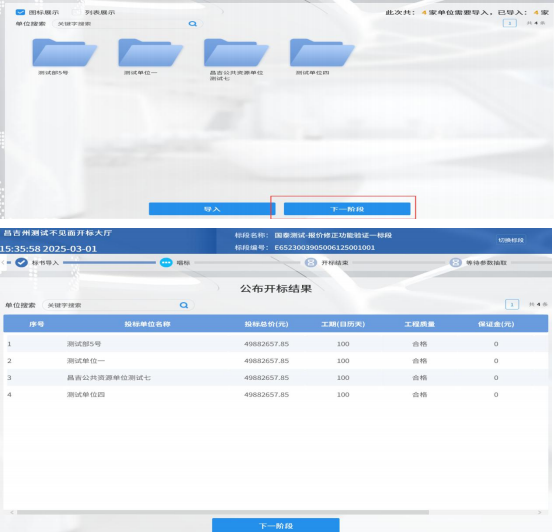 图标展示 列表展示 此次共： 4家单位需要导入，已导入： 4家
单位搜索 关键字搜索 1 共 4 条
测试部5号 测试单位一 昌吉公共资源单位测试七 测试单位四
导入 下一阶段
昌吉州测试不见面开标大厅 标段名称： 国泰测试-报价修正功能验证一标段
15:35:58 2025-03-01 标段编号： E6523003905006125001001 切换标段
标书导入 唱标 8 开标结束 8 等待参数抽取
公布开标结果
单位搜索 关键字搜索 1 共 4 条
序号 投标单位名称 投标总价(元) 工期(日历天) 工程质量 保证金(元)
1 测试部5号 49882657.85 100 合格 0
2 测试单位一 49882657.85 100 合格 0
3 昌吉公共资源单位测试七 49882657.85 100 合格 0
4 测试单位四 49882657.85 100 合格 0
下一阶段